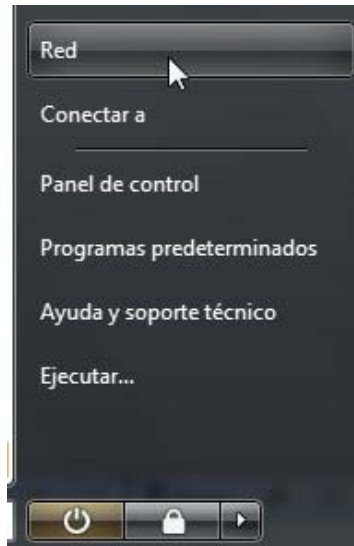 Red
Conectar a
Panel de control
Programas predeterminados
Ayuda y soporte técnico
Ejecutar...